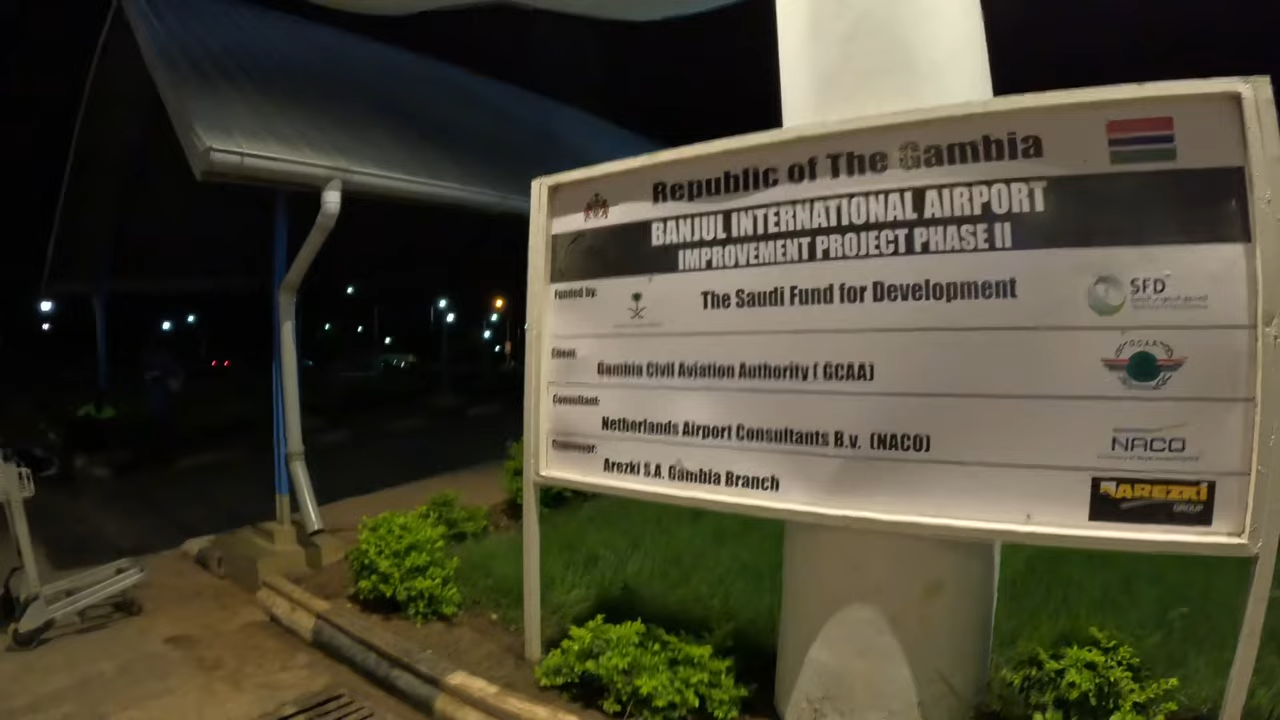 Republic of The Gambia
BANJUL INTERNATIONAL AIRPORT
IMPROVEMENT PROJECT PHASE II
Funded by:
The Saudi Fund for Development
SFD
Client:
Gambia Civil Aviation Authority ( GCAA)
GCAA
Consultant:
Netherlands Airport Consultants B.v. (NACO)
NACO
Arezki S.A. Gambia Branch
AREZKI
GROUP